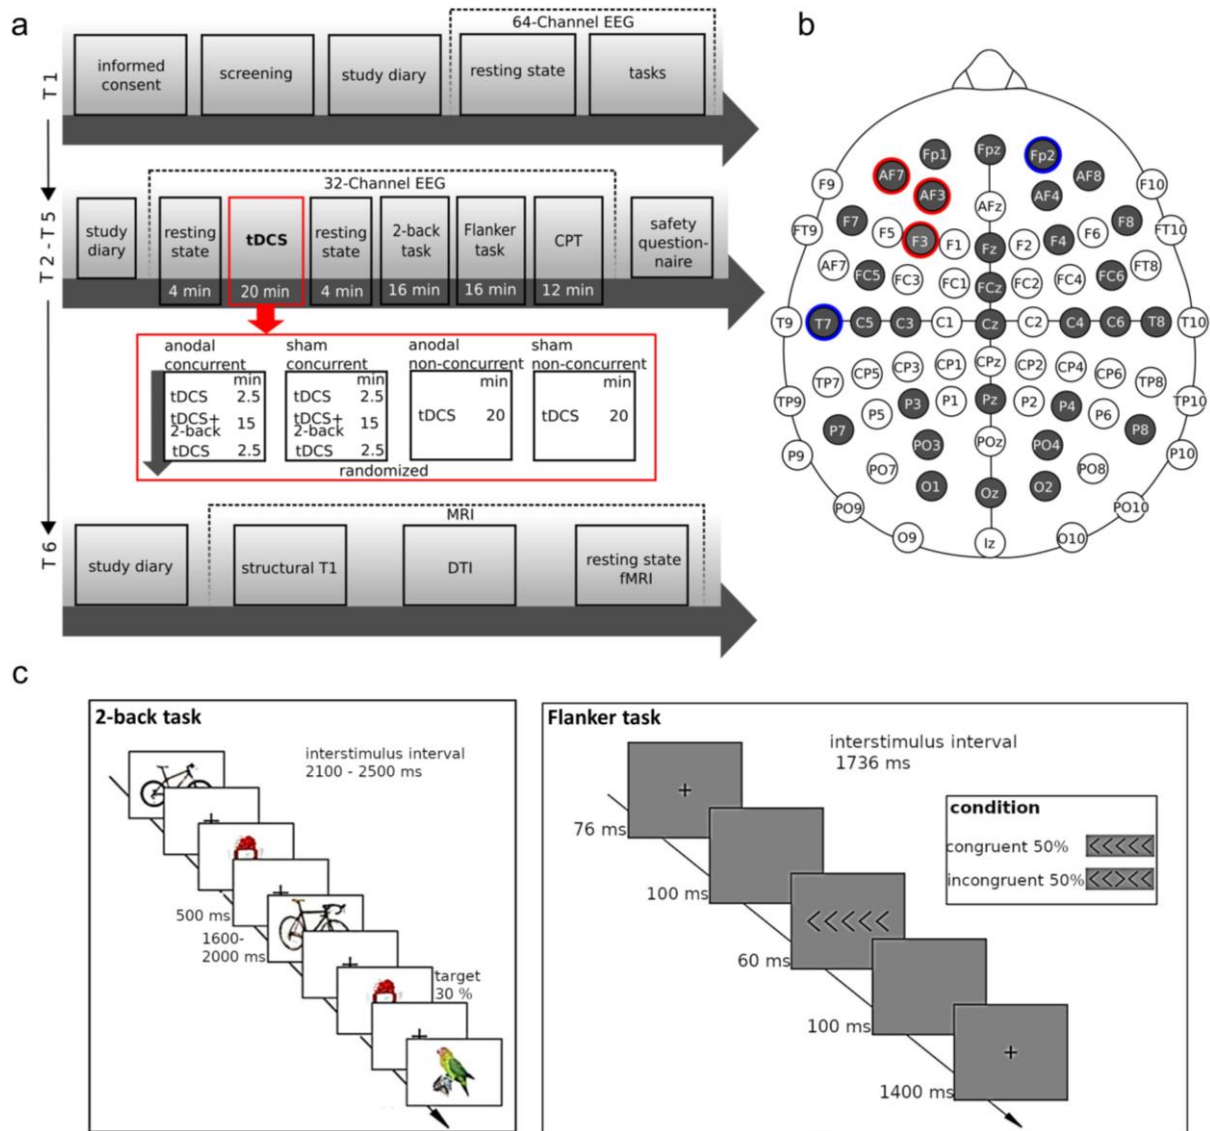 a
T1
64-Channel EEG
informed
consent
screening
study diary
resting state
tasks
T2-T5
32-Channel EEG
study
diary
resting
state
tDCS
resting
state
2-back
task
Flanker
task
CPT
safety
question-
naire
4 min
20 min
4 min
16 min
16 min
12 min
anodal
concurrent
min
tDCS 2.5
tDCS+
2-back 15
tDCS 2.5
sham
concurrent
min
tDCS 2.5
tDCS+
2-back 15
tDCS 2.5
anodal
non-concurrent
min
tDCS 20
sham
non-concurrent
min
tDCS 20
randomized
T6
MRI
study diary
structural T1
DTI
resting state
fMRI
b
Fp1 Fpz Fp2
AF7 AF3 AFz AF4 AF8
F9 F7 F5 F3 F1 Fz F2 F4 F6 F8 F10
FT9 AF7 FC5 FC3 FC1 FCz FC2 FC4 FC6 FT8 FT10
T9 T7 C5 C3 C1 Cz C2 C4 C6 T8 T10
TP9 TP7 CP5 CP3 CP1 CPz CP2 CP4 CP6 TP8 TP10
P9 P7 P5 P3 P1 Pz P2 P4 P6 P8 P10
PO9 PO7 PO3 POz PO4 PO8 PO10
O9 O1 Oz O2 O10
Iz
c
2-back task
interstimulus interval
2100 - 2500 ms
500 ms
1600-
2000 ms
target
30 %
Flanker task
interstimulus interval
1736 ms
76 ms
100 ms
60 ms
100 ms
1400 ms
condition
congruent 50% <<<<<
incongruent 50% <<><<
+
<<<<<
+